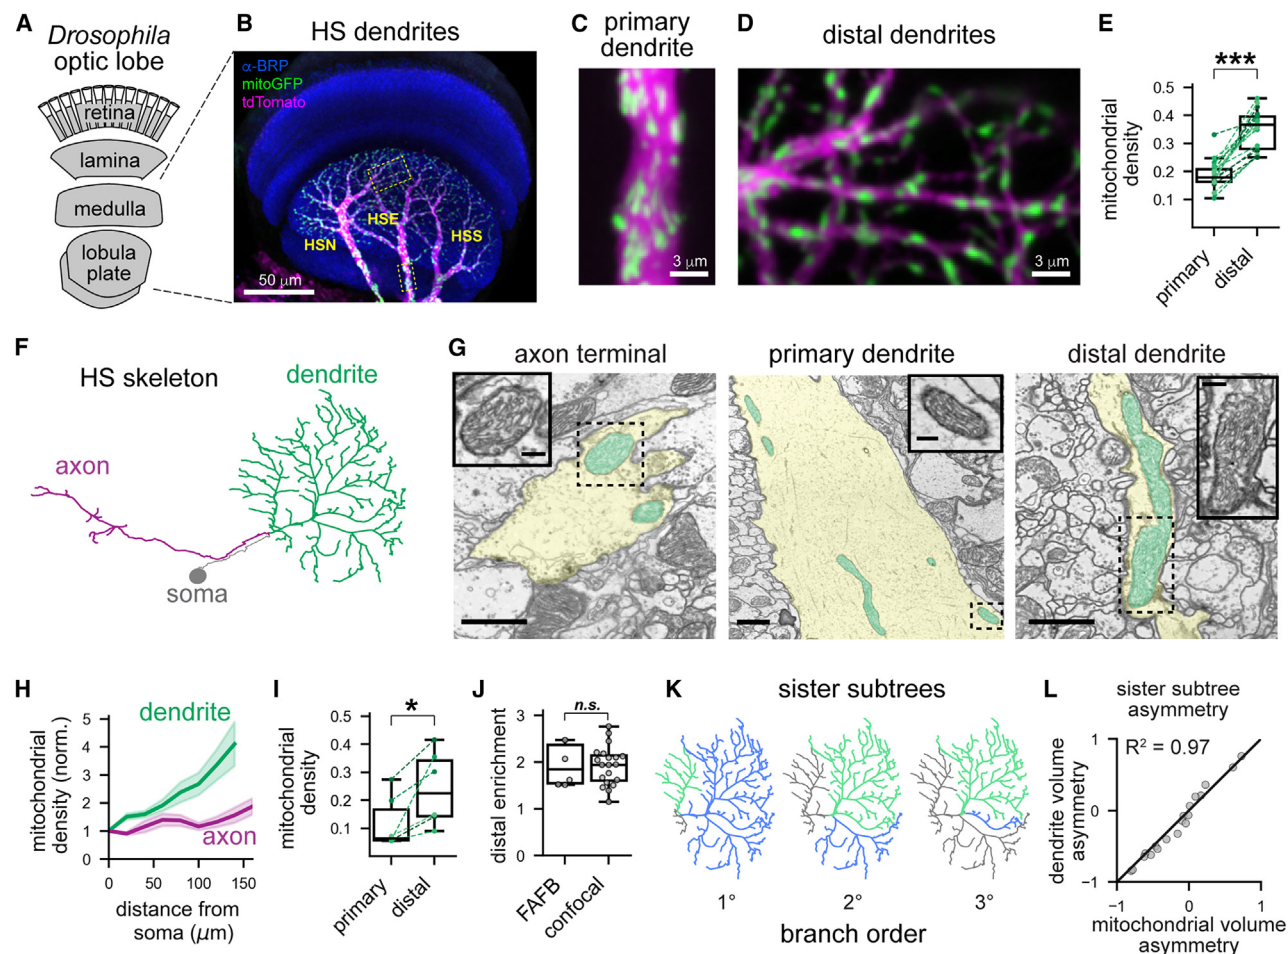 A
Drosophila
optic lobe
retina
lamina
medulla
lobula
plate
B
HS dendrites
α-BRP
mitoGFP
tdTomato
HSN
HSE
HSS
50 μm
C
primary
dendrite
3 μm
D
distal dendrites
3 μm
E
***
mitochondrial
density
0.5
0.4
0.3
0.2
0.1
primary
distal
F
HS skeleton
dendrite
axon
soma
G
axon terminal
primary dendrite
distal dendrite
H
mitochondrial
density (norm.)
5
4
3
2
1
0
dendrite
axon
0
50
100
150
distance from
soma (μm)
I
*
mitochondrial
density
0.5
0.4
0.3
0.2
0.1
primary
distal
J
n.s.
distal enrichment
3
2
1
0
FAFB
confocal
K
sister subtrees
1°
2°
3°
branch order
L
sister subtree
asymmetry
R² = 0.97
dendrite volume
asymmetry
1
0
−1
−1
0
1
mitochondrial volume
asymmetry